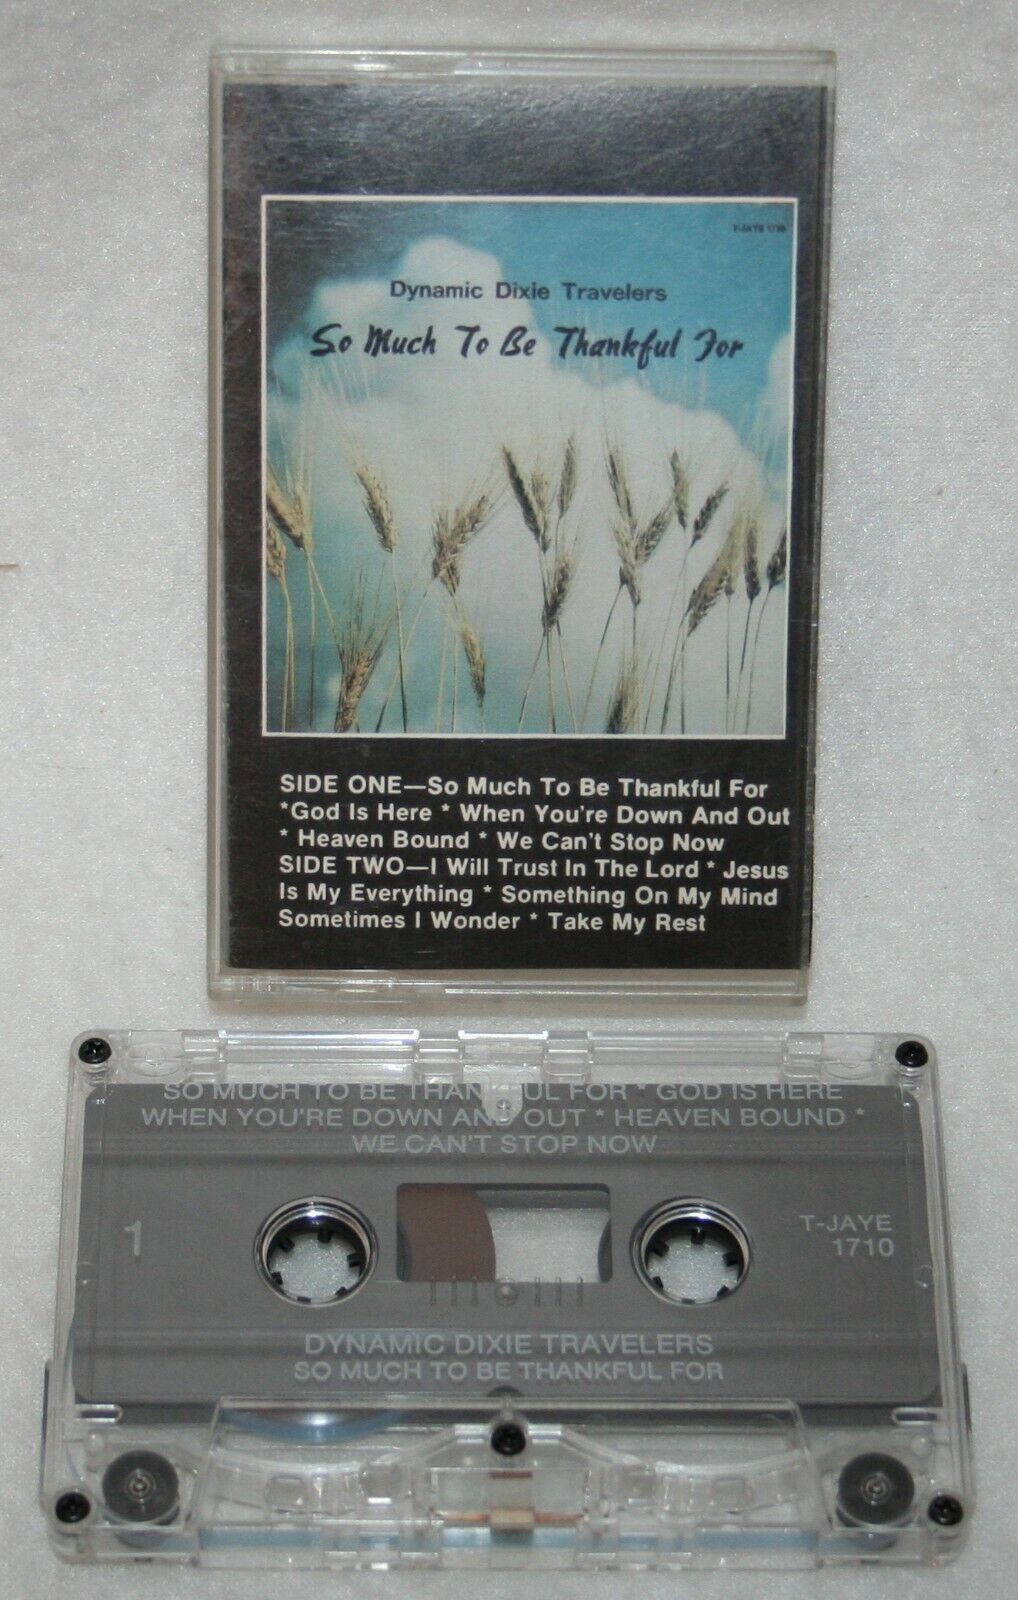 T-JAYE 1710
Dynamic Dixie Travelers
So Much To Be Thankful For
SIDE ONE—So Much To Be Thankful For
*God Is Here * When You're Down And Out
* Heaven Bound * We Can't Stop Now
SIDE TWO—I Will Trust In The Lord * Jesus
Is My Everything * Something On My Mind
Sometimes I Wonder * Take My Rest
SO MUCH TO BE THANKFUL FOR * GOD IS HERE
WHEN YOU'RE DOWN AND OUT * HEAVEN BOUND *
WE CAN'T STOP NOW
1
T-JAYE
1710
DYNAMIC DIXIE TRAVELERS
SO MUCH TO BE THANKFUL FOR